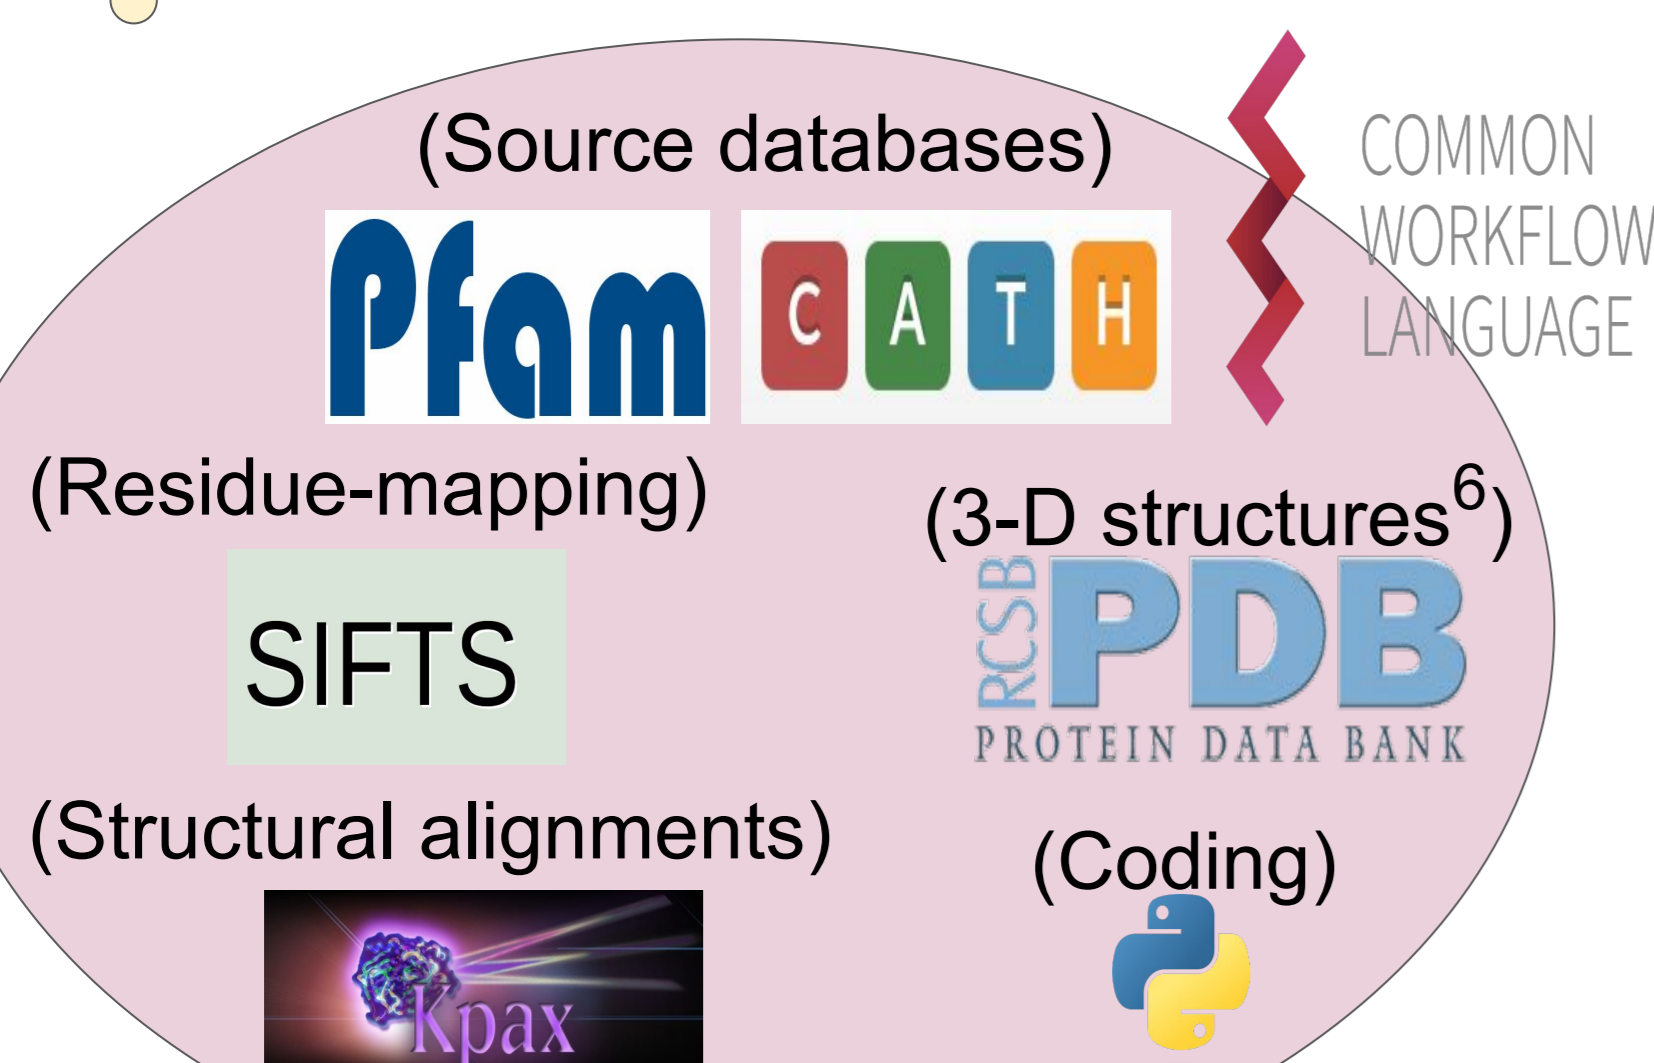 (Source databases)
Pfam
C A T H
COMMON
WORKFLOW
LANGUAGE
(Residue-mapping)
SIFTS
(3-D structures⁶)
RCSB
PDB
PROTEIN DATA BANK
(Structural alignments)
Kpax
(Coding)